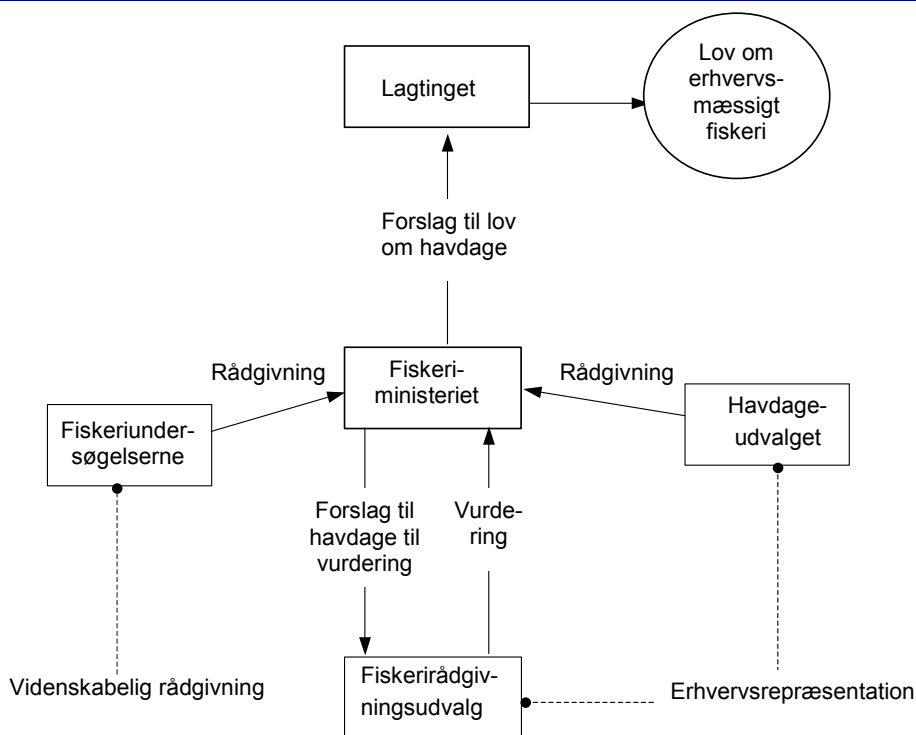 Lagtinget
Lov om
erhvervs-
mæssigt
fiskeri
Forslag til lov
om havdage
Rådgivning
Fiskeri-
ministeriet
Rådgivning
Fiskeriunder-
søgelserne
Havdage-
udvalget
Forslag til
havdage til
vurdering
Vurde-
ring
Videnskabelig rådgivning
Fiskerirådgiv-
ningsudvalg
Erhvervsrepræsentation